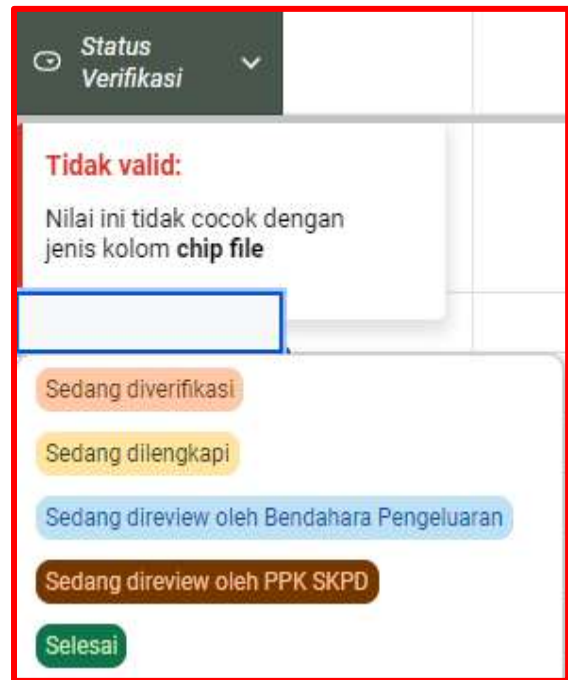 Status
Verifikasi
Tidak valid:
Nilai ini tidak cocok dengan
jenis kolom chip file
Sedang diverifikasi
Sedang dilengkapi
Sedang direview oleh Bendahara Pengeluaran
Sedang direview oleh PPK SKPD
Selesai